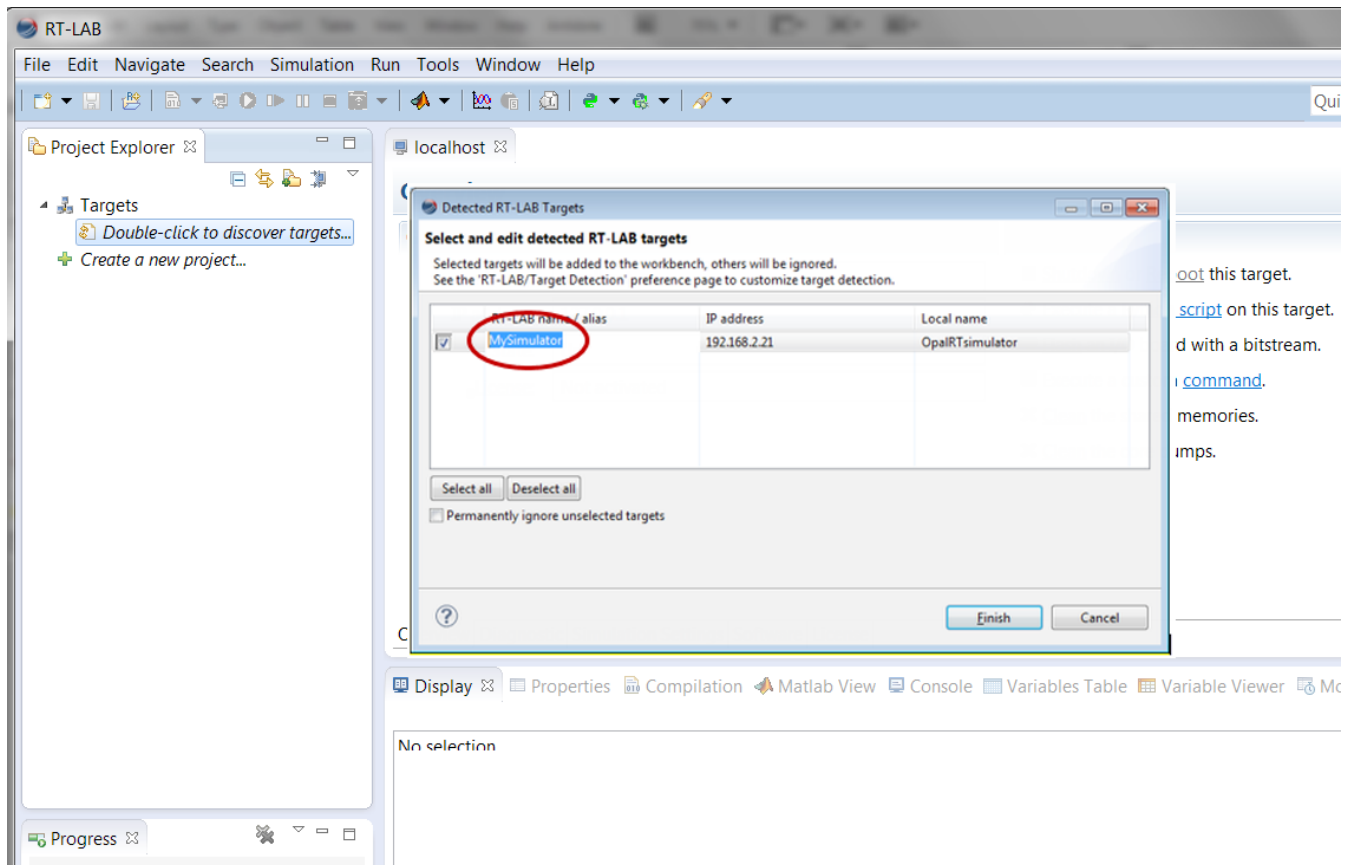 RT-LAB
File Edit Navigate Search Simulation Run Tools Window Help
Qui
Project Explorer
localhost
Targets
Double-click to discover targets...
Create a new project...
Detected RT-LAB Targets
Select and edit detected RT-LAB targets
Selected targets will be added to the workbench, others will be ignored.
See the 'RT-LAB/Target Detection' preference page to customize target detection.
RT-LAB name / alias IP address Local name
MySimulator 192.168.2.21 OpalRTsimulator
Select all Deselect all
Permanently ignore unselected targets
? Finish Cancel
oot this target.
script on this target.
d with a bitstream.
command.
memories.
umps.
Display Properties Compilation Matlab View Console Variables Table Variable Viewer Mo
No selection
Progress